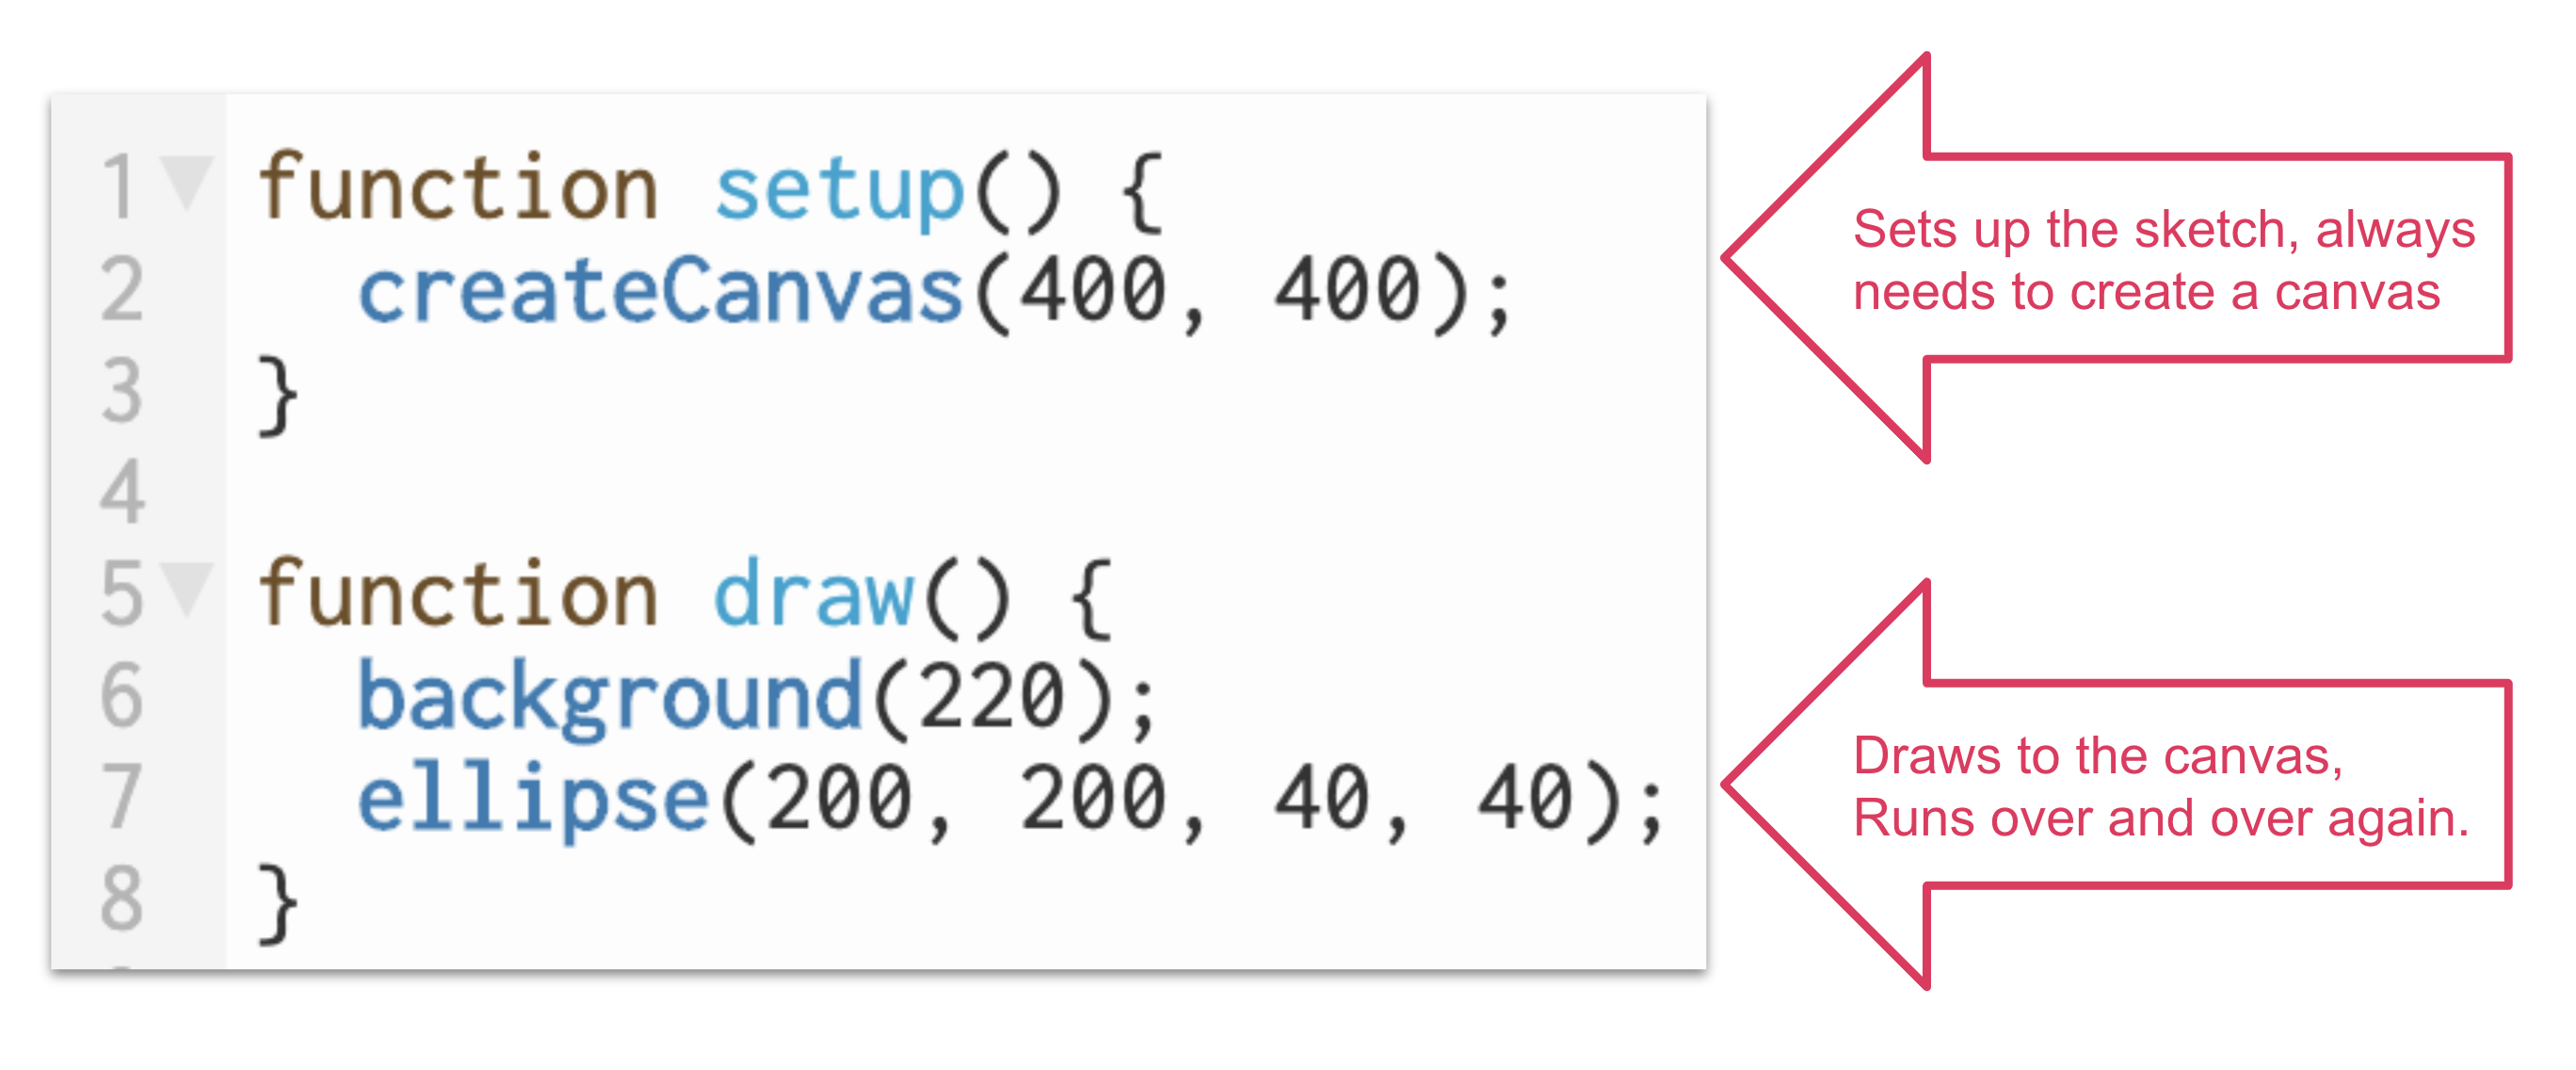 1 function setup() {
2 createCanvas(400, 400);
3 }
4
5 function draw() {
6 background(220);
7 ellipse(200, 200, 40, 40);
8 }
Sets up the sketch, always
needs to create a canvas
Draws to the canvas,
Runs over and over again.